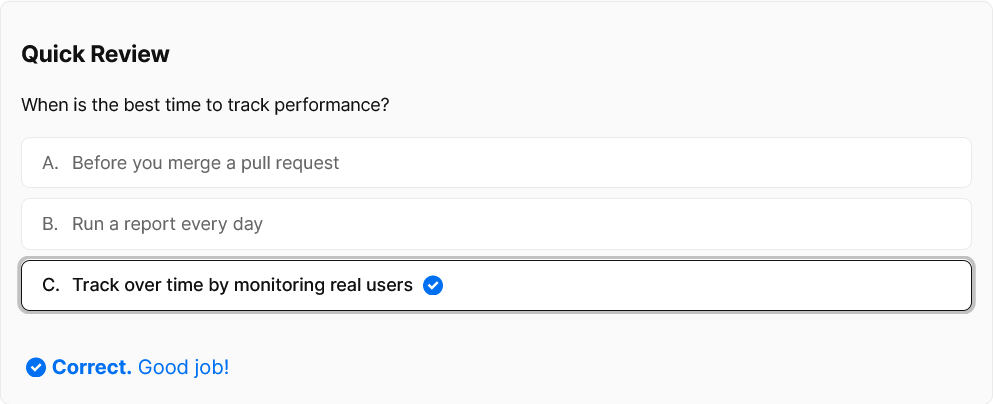 Quick Review
When is the best time to track performance?
A. Before you merge a pull request
B. Run a report every day
C. Track over time by monitoring real users
Correct. Good job!